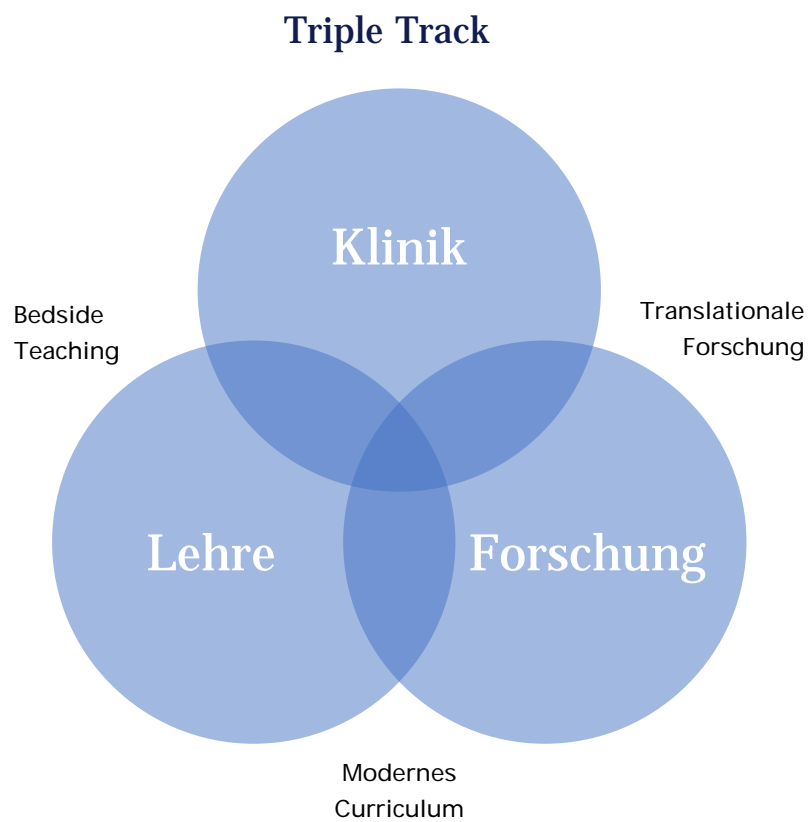 Triple Track
Klinik
Bedside
Teaching
Translationale
Forschung
Lehre
Forschung
Modernes
Curriculum